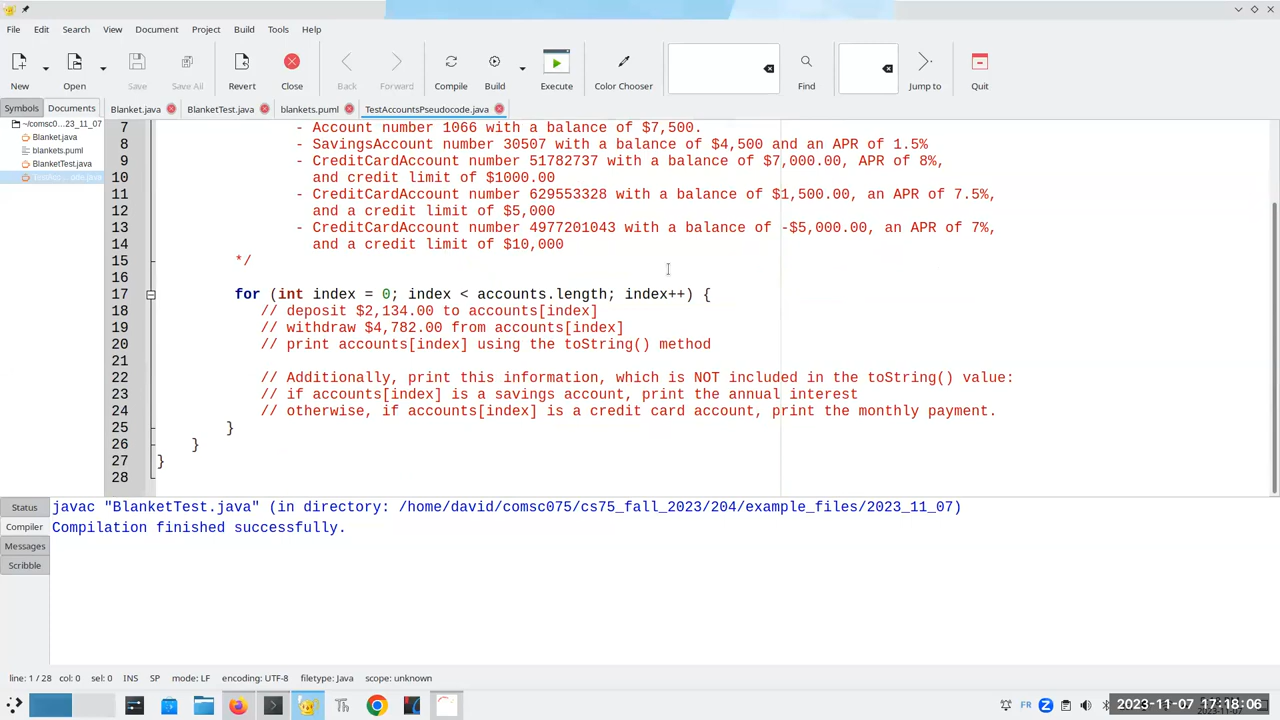 File Edit Search View Document Project Build Tools Help
New Open Save Save All Revert Close Back Forward Compile Build Execute Color Chooser Find Jump to Quit
Symbols Documents Blanket.java BlanketTest.java blankets.puml TestAccountsPseudocode.java
~/comsc0…23_11_07
Blanket.java
blankets.puml
BlanketTest.java
7 - Account number 1066 with a balance of $7,500.
8 - SavingsAccount number 30507 with a balance of $4,500 and an APR of 1.5%
9 - CreditCardAccount number 51782737 with a balance of $7,000.00, APR of 8%,
10 and credit limit of $1000.00
11 - CreditCardAccount number 629553328 with a balance of $1,500.00, an APR of 7.5%,
12 and a credit limit of $5,000
13 - CreditCardAccount number 4977201043 with a balance of -$5,000.00, an APR of 7%,
14 and a credit limit of $10,000
15 */
16
17 for (int index = 0; index < accounts.length; index++) {
18 // deposit $2,134.00 to accounts[index]
19 // withdraw $4,782.00 from accounts[index]
20 // print accounts[index] using the toString() method
21
22 // Additionally, print this information, which is NOT included in the toString() value:
23 // if accounts[index] is a savings account, print the annual interest
24 // otherwise, if accounts[index] is a credit card account, print the monthly payment.
25 }
26 }
27 }
28
Status
Compiler
Messages
Scribble
javac "BlanketTest.java" (in directory: /home/david/comsc075/cs75_fall_2023/204/example_files/2023_11_07)
Compilation finished successfully.
line: 1 / 28 col: 0 sel: 0 INS SP mode: LF encoding: UTF-8 filetype: Java scope: unknown
FR 2023-11-07 17:18:06